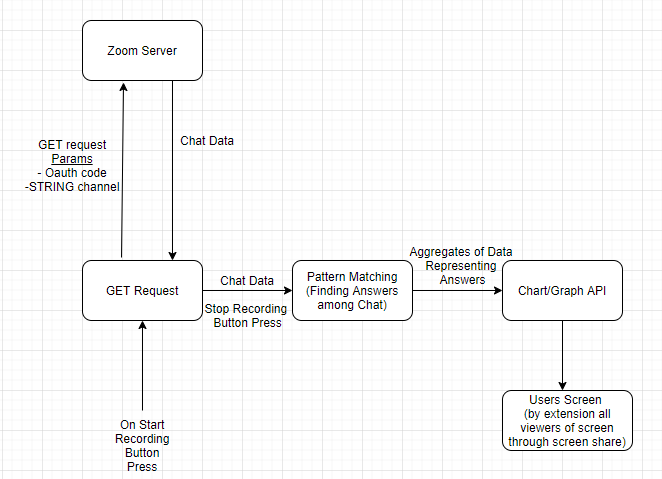 Zoom Server
GET request
Params
- Oauth code
-STRING channel
Chat Data
GET Request
Chat Data
Stop Recording
Button Press
Pattern Matching
(Finding Answers
among Chat)
Aggregates of Data
Representing
Answers
Chart/Graph API
Users Screen
(by extension all
viewers of screen
through screen share)
On Start
Recording
Button
Press